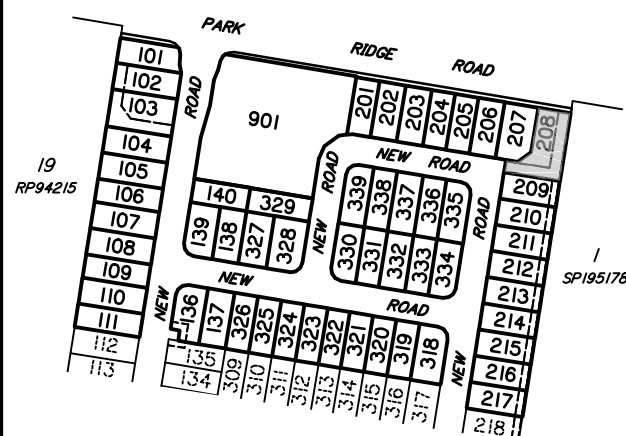 PARK RIDGE ROAD
101
102
103
104
105
106
107
108
109
110
111
112
113
ROAD
NEW
19
RP94215
901
140 329
139 138 327 328
201 202 203 204 205 206 207 208
NEW ROAD
ROAD
NEW
339 338 337 336 335
330 331 332 333 334
ROAD
NEW
209
210
211
212
213
214
215
216
217
218
1
SP195178
NEW ROAD
136 137 326 325 324 323 322 321 320 319 318
135
134
309 310 311 312 313 314 315 316 317